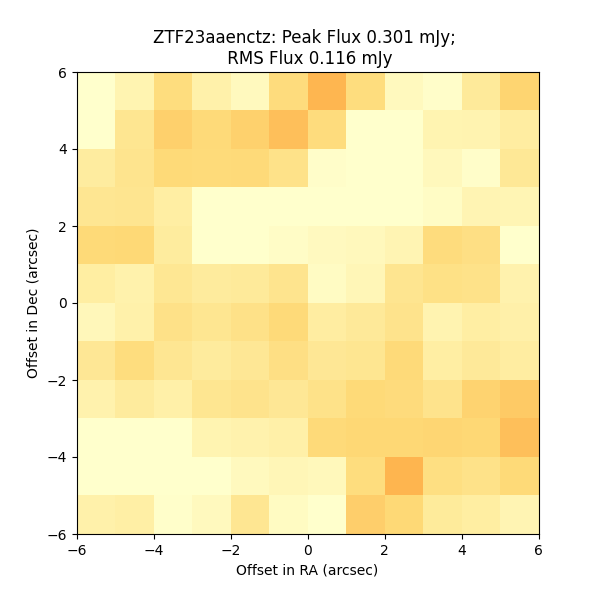 ZTF23aaenctz: Peak Flux 0.301 mJy;
RMS Flux 0.116 mJy
6
4
2
0
−2
−4
−6
Offset in Dec (arcsec)
−6 −4 −2 0 2 4 6
Offset in RA (arcsec)